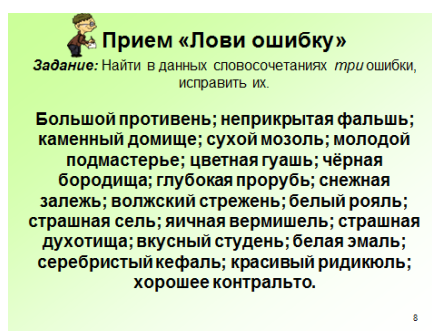 Прием «Лови ошибку»
Задание: Найти в данных словосочетаниях три ошибки,
исправить их.
Большой противень; неприкрытая фальшь;
каменный домище; сухой мозоль; молодой
подмастерье; цветная гуашь; чёрная
бородища; глубокая прорубь; снежная
залежь; волжский стрежень; белый рояль;
страшная сель; яичная вермишель; страшная
духотища; вкусный студень; белая эмаль;
серебристый кефаль; красивый ридикюль;
хорошее контральто.
8